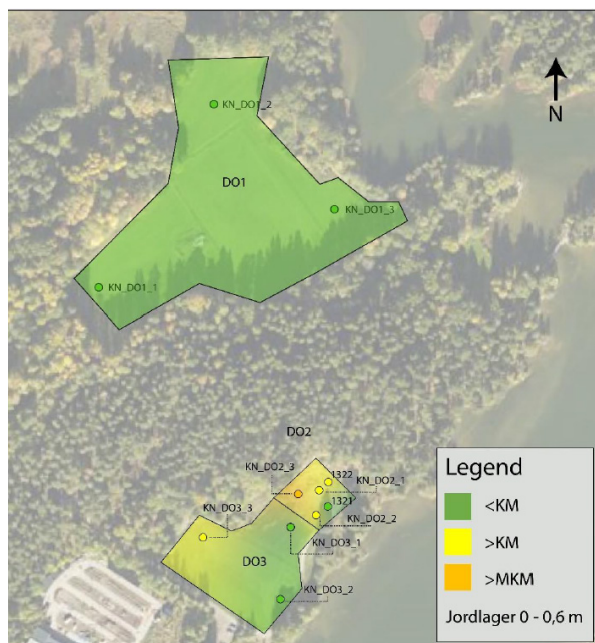 N
KN_DO1_2
DO1
KN_DO1_3
KN_DO1_1
DO2
1322
KN_DO2_3
KN_DO2_1
1321
KN_DO3_3
KN_DO2_2
KN_DO3_1
DO3
KN_DO3_2
Legend
<KM
>KM
>MKM
Jordlager 0 - 0,6 m